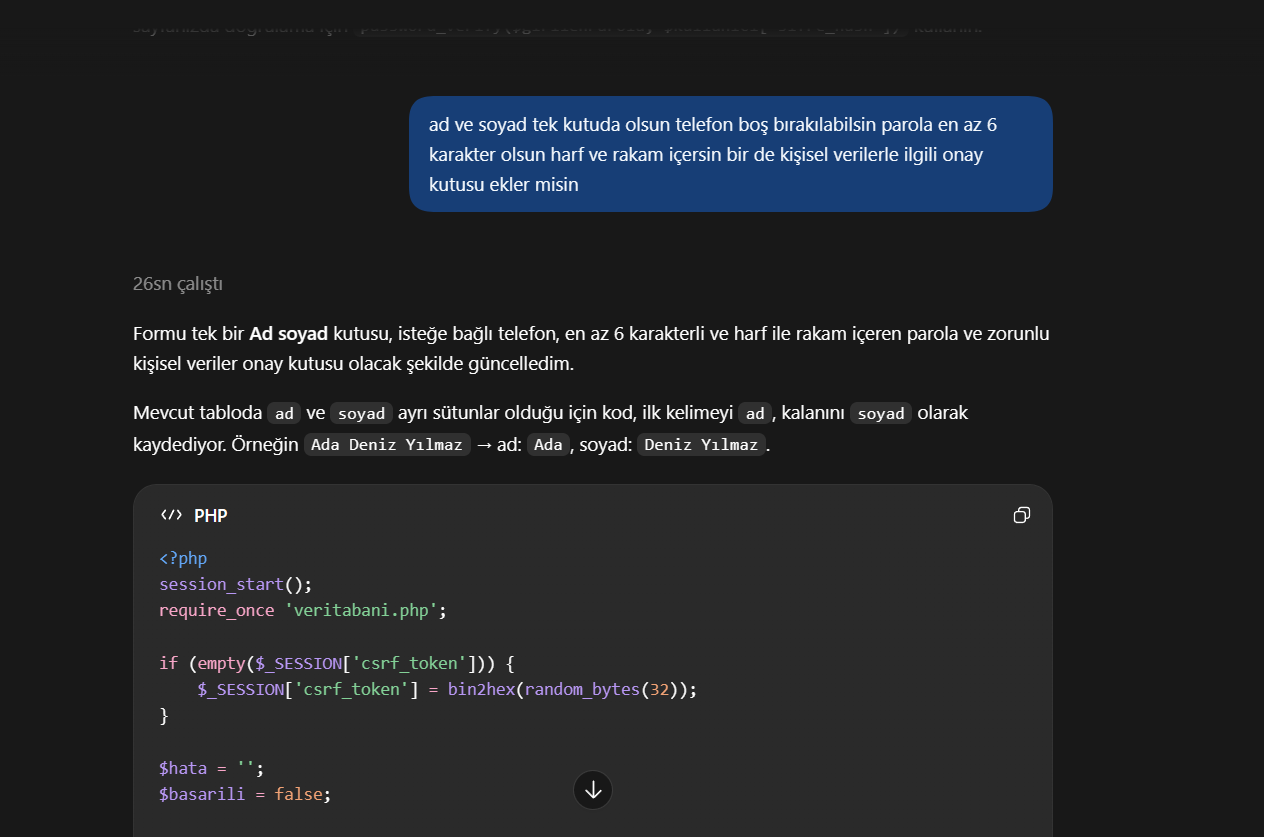 ad ve soyad tek kutuda olsun telefon boş bırakılabilsin parola en az 6
karakter olsun harf ve rakam içersin bir de kişisel verilerle ilgili onay
kutusu ekler misin
26sn çalıştı
Formu tek bir Ad soyad kutusu, isteğe bağlı telefon, en az 6 karakterli ve harf ile rakam içeren parola ve zorunlu
kişisel veriler onay kutusu olacak şekilde güncelledim.
Mevcut tabloda ad ve soyad ayrı sütunlar olduğu için kod, ilk kelimeyi ad, kalanını soyad olarak
kaydediyor. Örneğin Ada Deniz Yılmaz → ad: Ada, soyad: Deniz Yılmaz.
</> PHP
<?php
session_start();
require_once 'veritabani.php';
if (empty($_SESSION['csrf_token'])) {
    $_SESSION['csrf_token'] = bin2hex(random_bytes(32));
}
$hata = '';
$basarili = false;